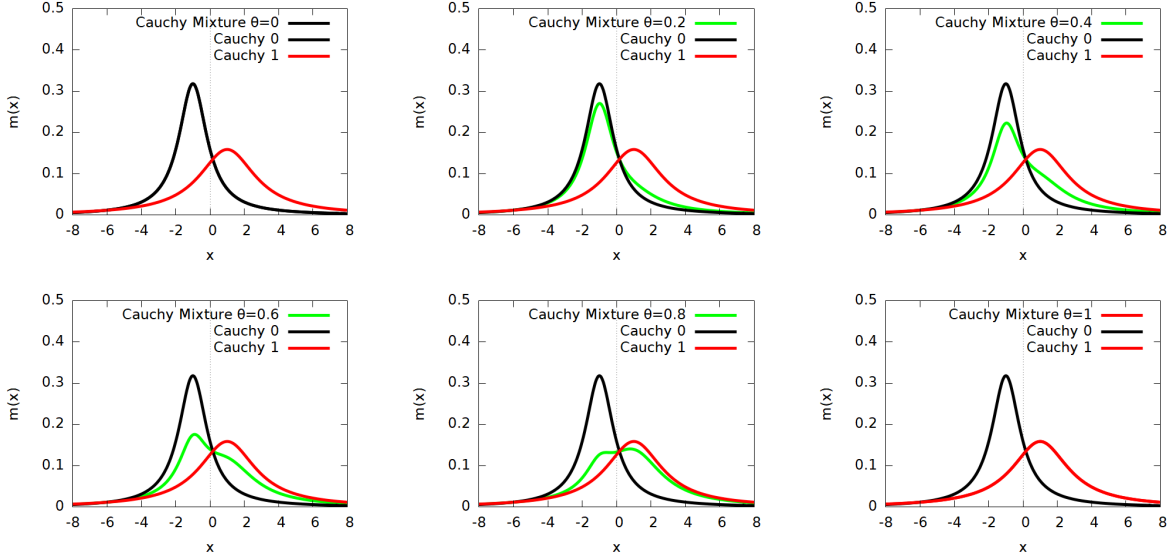 Cauchy Mixture θ=0
Cauchy 0
Cauchy 1
0.5
0.4
0.3
0.2
0.1
0
m(x)
-8 -6 -4 -2 0 2 4 6 8
x
Cauchy Mixture θ=0.2
Cauchy 0
Cauchy 1
0.5
0.4
0.3
0.2
0.1
0
m(x)
-8 -6 -4 -2 0 2 4 6 8
x
Cauchy Mixture θ=0.4
Cauchy 0
Cauchy 1
0.5
0.4
0.3
0.2
0.1
0
m(x)
-8 -6 -4 -2 0 2 4 6 8
x
Cauchy Mixture θ=0.6
Cauchy 0
Cauchy 1
0.5
0.4
0.3
0.2
0.1
0
m(x)
-8 -6 -4 -2 0 2 4 6 8
x
Cauchy Mixture θ=0.8
Cauchy 0
Cauchy 1
0.5
0.4
0.3
0.2
0.1
0
m(x)
-8 -6 -4 -2 0 2 4 6 8
x
Cauchy Mixture θ=1
Cauchy 0
Cauchy 1
0.5
0.4
0.3
0.2
0.1
0
m(x)
-8 -6 -4 -2 0 2 4 6 8
x